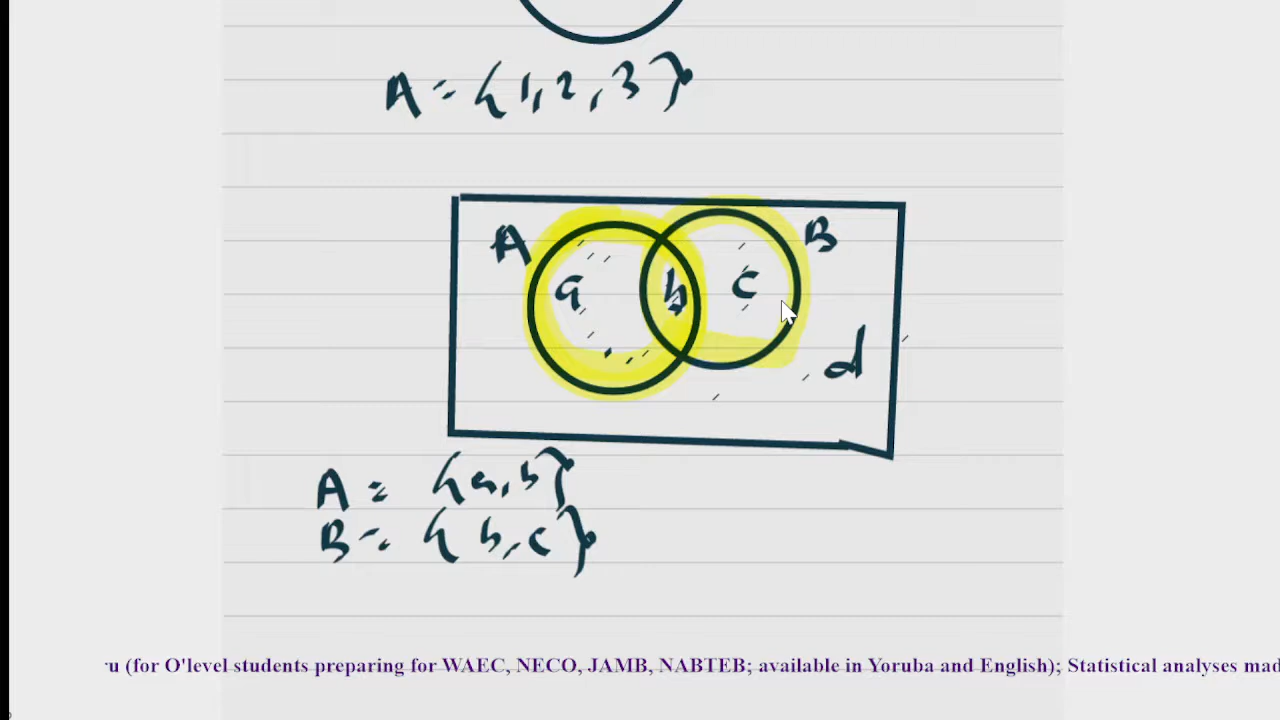 A = {1, 2, 3}
A
B
a
b
c
d
A = {a, b}
B = {b, c}
u (for O'level students preparing for WAEC, NECO, JAMB, NABTEB; available in Yoruba and English); Statistical analyses mad